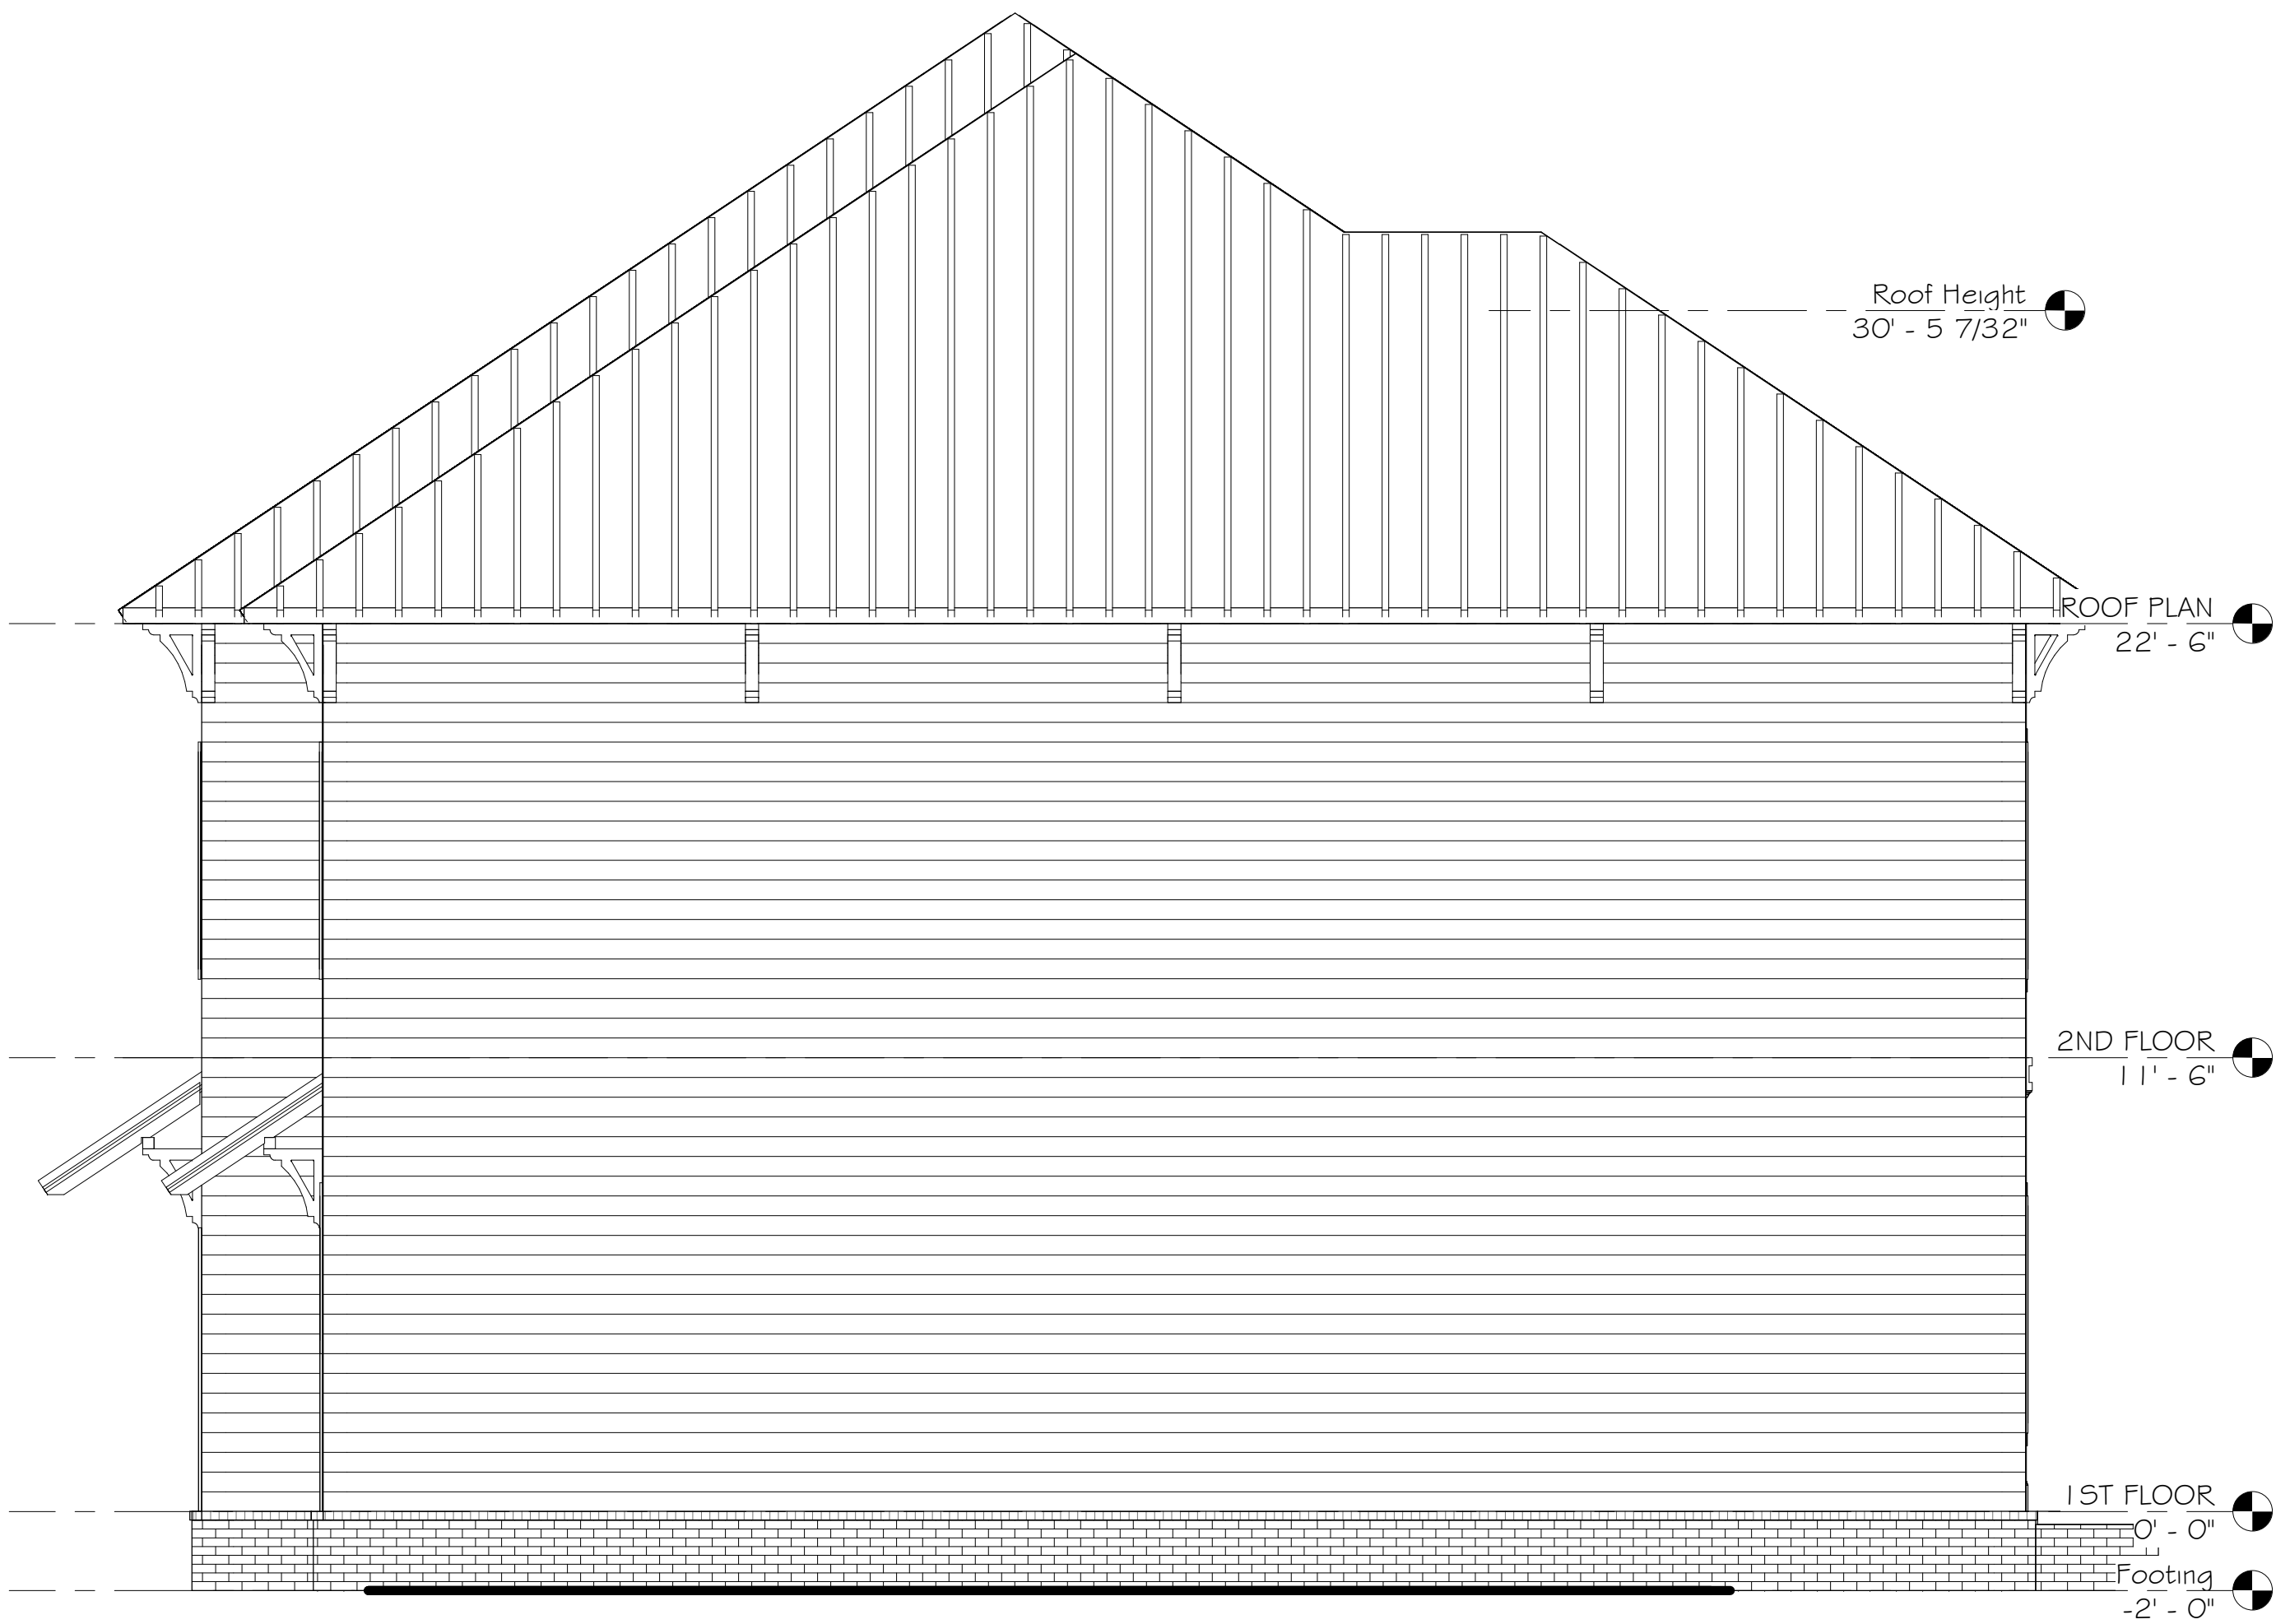 Roof Height
30' - 5 7/32"
ROOF PLAN
22' - 6"
2ND FLOOR
11' - 6"
1ST FLOOR
0' - 0"
Footing
-2' - 0"